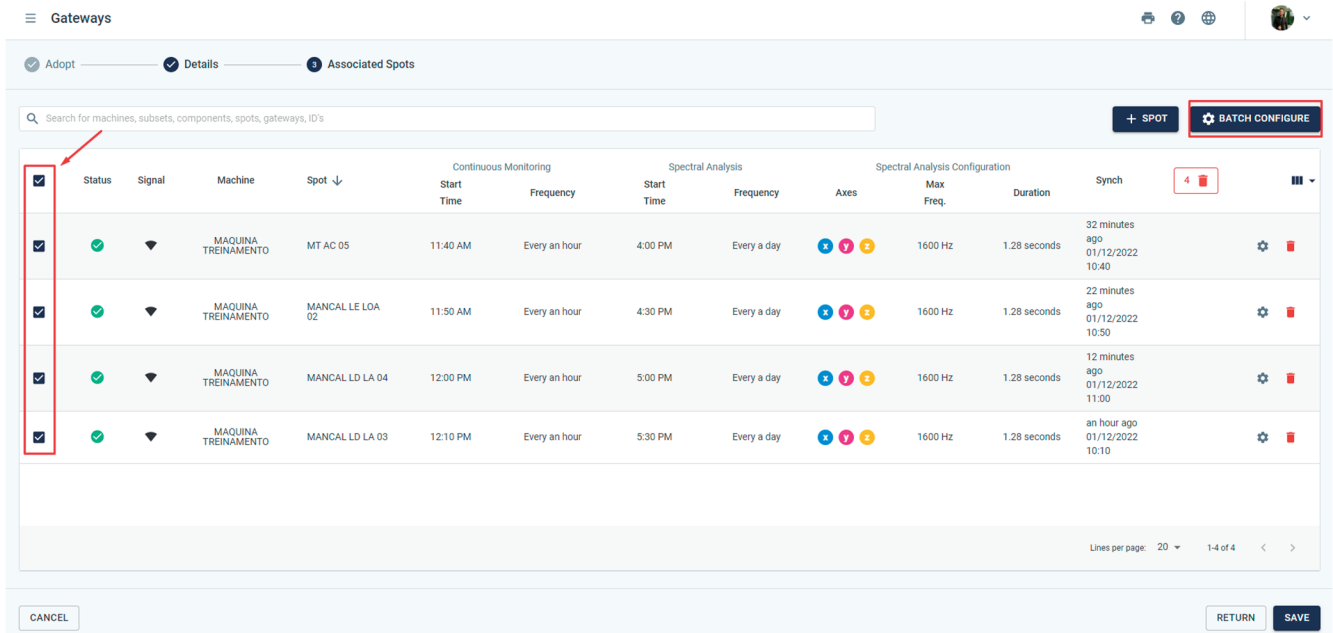 Gateways
Adopt
Details
3 Associated Spots
Search for machines, subsets, components, spots, gateways, ID's
+ SPOT
BATCH CONFIGURE
Continuous Monitoring
Spectral Analysis
Spectral Analysis Configuration
Status
Signal
Machine
Spot
Start
Time
Frequency
Start
Time
Frequency
Axes
Max
Freq.
Duration
Synch
4
MAQUINA
TREINAMENTO
MT AC 05
11:40 AM
Every an hour
4:00 PM
Every a day
x y z
1600 Hz
1.28 seconds
32 minutes
ago
01/12/2022
10:40
MAQUINA
TREINAMENTO
MANCAL LE LOA
02
11:50 AM
Every an hour
4:30 PM
Every a day
x y z
1600 Hz
1.28 seconds
22 minutes
ago
01/12/2022
10:50
MAQUINA
TREINAMENTO
MANCAL LD LA 04
12:00 PM
Every an hour
5:00 PM
Every a day
x y z
1600 Hz
1.28 seconds
12 minutes
ago
01/12/2022
11:00
MAQUINA
TREINAMENTO
MANCAL LD LA 03
12:10 PM
Every an hour
5:30 PM
Every a day
x y z
1600 Hz
1.28 seconds
an hour ago
01/12/2022
10:10
Lines per page: 20
1-4 of 4
CANCEL
RETURN
SAVE